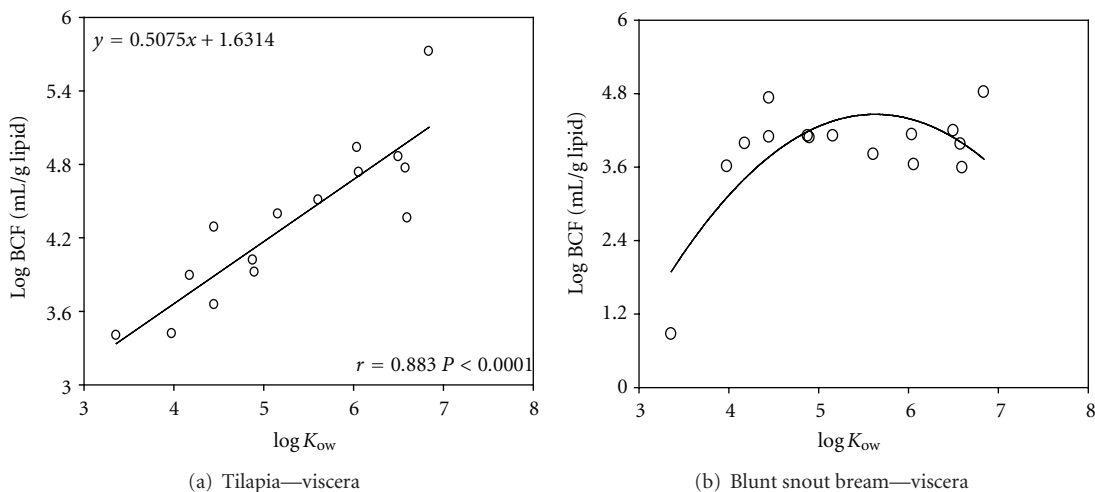 y = 0.5075x + 1.6314
r = 0.883 P < 0.0001
Log BCF (mL/g lipid)
6
5.4
4.8
4.2
3.6
3
3 4 5 6 7 8
log K_ow
(a) Tilapia—viscera
Log BCF (mL/g lipid)
6
4.8
3.6
2.4
1.2
0
3 4 5 6 7 8
log K_ow
(b) Blunt snout bream—viscera